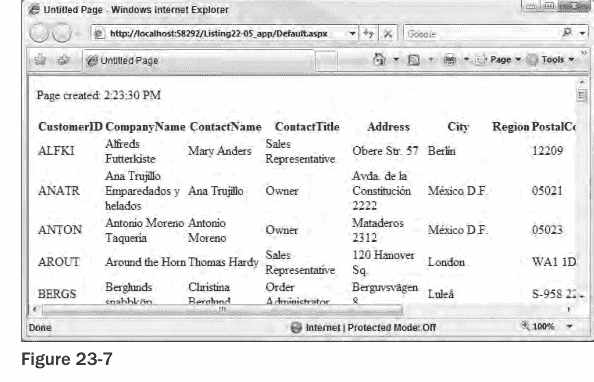 Untitled Page - Windows Internet Explorer
http://localhost:58292/Listing22-05_app/Default.aspx
Google
Untitled Page
Page
Tools
Page created: 2:23:30 PM
CustomerID CompanyName ContactName ContactTitle Address City Region PostalCo
ALFKI Alfreds Futterkiste Mary Anders Sales Representative Obere Str. 57 Berlin 12209
ANATR Ana Trujillo Emparedados y helados Ana Trujillo Owner Avda. de la Constitución 2222 México D.F. 05021
ANTON Antonio Moreno Taqueria Antonio Moreno Owner Mataderos 2312 México D.F. 05023
AROUT Around the Horn Thomas Hardy Sales Representative 120 Hanover Sq. London WA1 1D
BERGS Berglunds snabbköp Christina Berglund Order Administrator Berguvsvägen 8 Luleå S-958 22
Done
Internet | Protected Mode: Off
100%
Figure 23-7